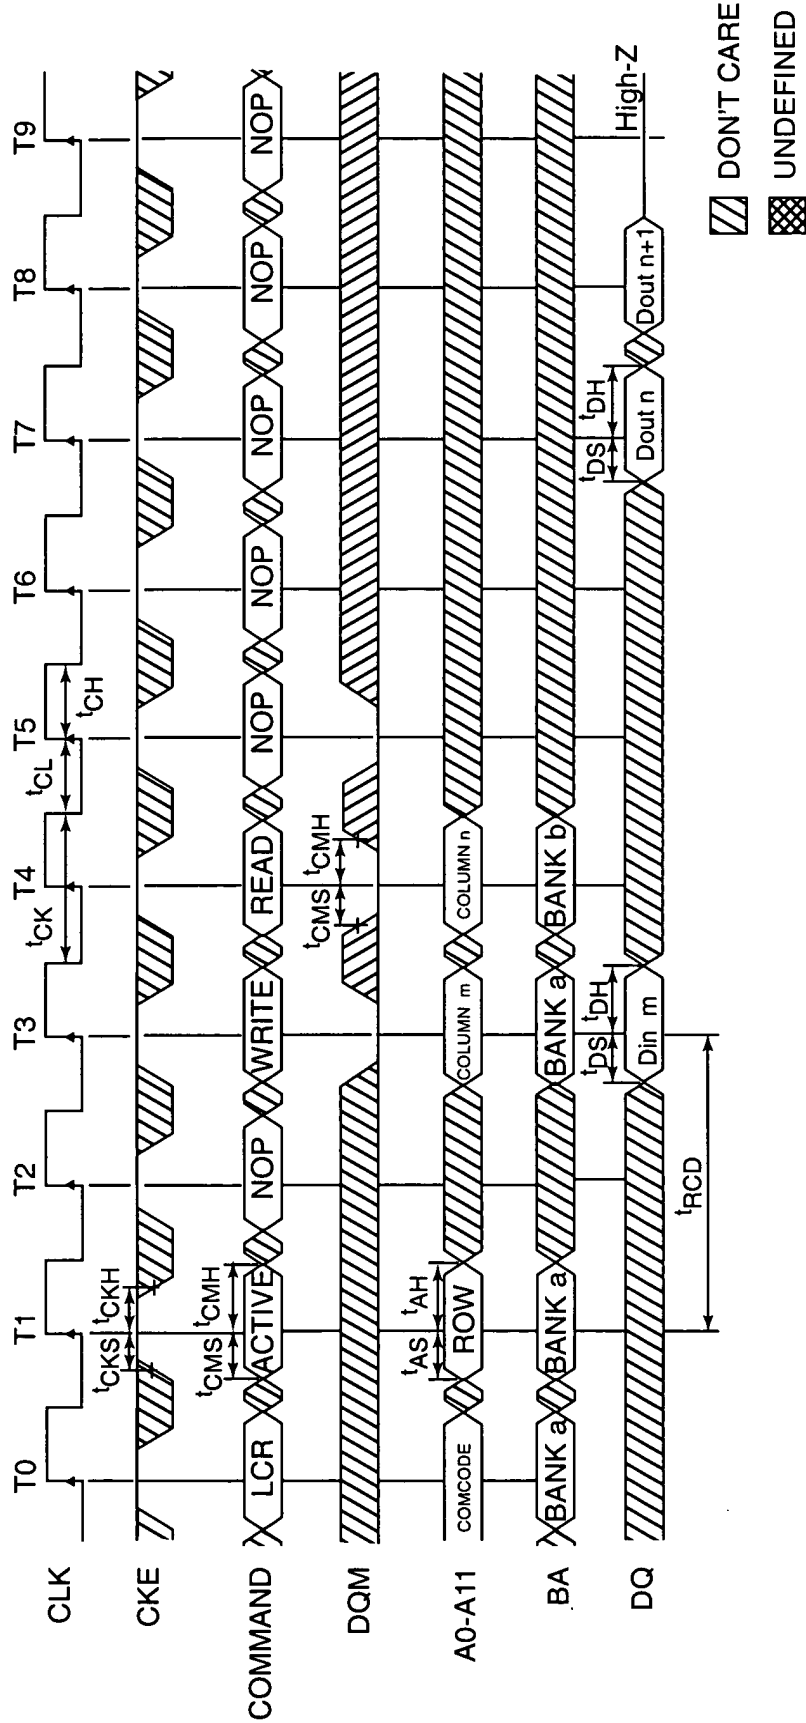 T0 T1 T2 T3 T4 T5 T6 T7 T8 T9
CLK
tCK tCL tCH
CKE
tCKS tCKH
COMMAND LCR ACTIVE NOP WRITE READ NOP NOP NOP NOP NOP
tCMS tCMH
DQM
tCMS tCMH
A0-A11 COMCODE ROW COLUMN m COLUMN n
tAS tAH
BA BANK a BANK a BANK a BANK b
DQ Din m Dout n Dout n+1 High-Z
tDS tDH tDS tDH
tRCD
DON'T CARE
UNDEFINED